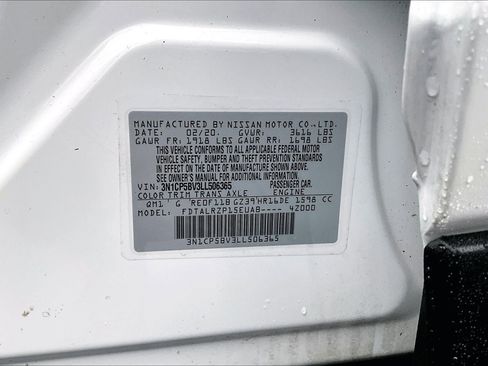 MANUFACTURED BY NISSAN MOTOR CO.,LTD.
DATE: 02/20. GVWR: 3616 LBS
GAWR FR: 1918 LBS GAWR RR: 1698 LBS
THIS VEHICLE CONFORMS TO ALL APPLICABLE FEDERAL MOTOR
VEHICLE SAFETY, BUMPER AND THEFT PREVENTION STANDARDS
IN EFFECT ON THE DATE OF MANUFACTURE SHOWN ABOVE.
SEE OWNER'S MANUAL FOR ADDITIONAL INFORMATION
VIN: 3N1CP5BV3LL506365 PASSENGER CAR.
COLOR TRIM TRANS AXLE ENGINE
QM1 G RE0F11B GZ39 HR16DE 1598 CC
MODEL: FDTALRZP15EUA8---- 4Z000
3N1CP5BV3LL506365